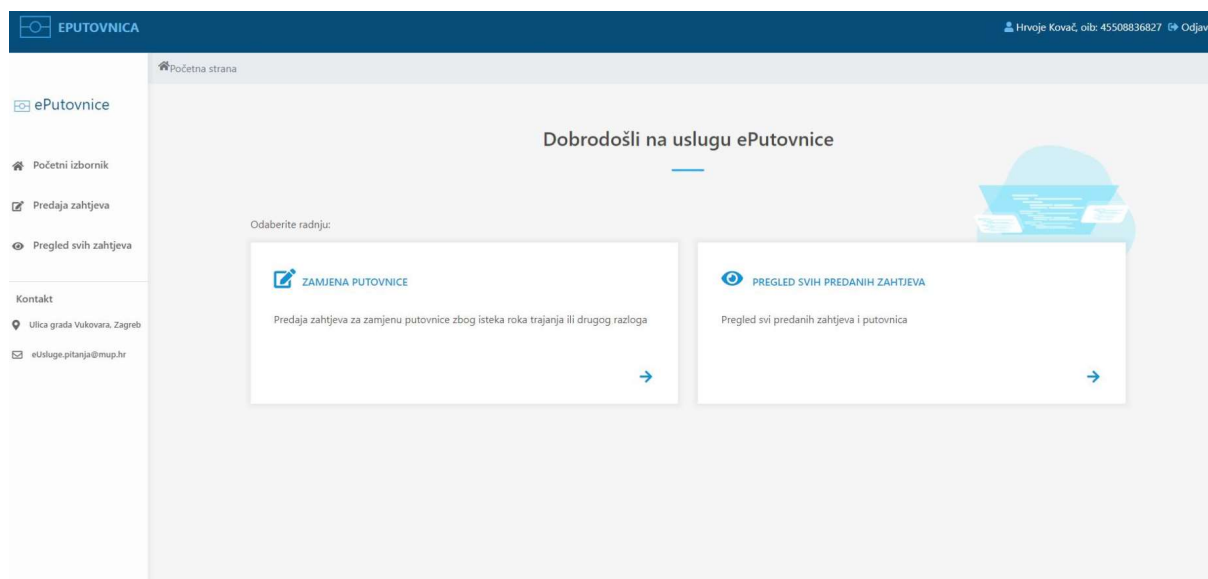 EPUTOVNICA
Hrvoje Kovač, oib: 45508836827 Odjav
Početna strana
ePutovnice
Početni izbornik
Predaja zahtjeva
Pregled svih zahtjeva
Kontakt
Ulica grada Vukovara, Zagreb
eUsluge.pitanja@mup.hr
Dobrodošli na uslugu ePutovnice
Odaberite radnju:
ZAMJENA PUTOVNICE
Predaja zahtjeva za zamjenu putovnice zbog isteka roka trajanja ili drugog razloga
PREGLED SVIH PREDANIH ZAHTJEVA
Pregled svi predanih zahtjeva i putovnica